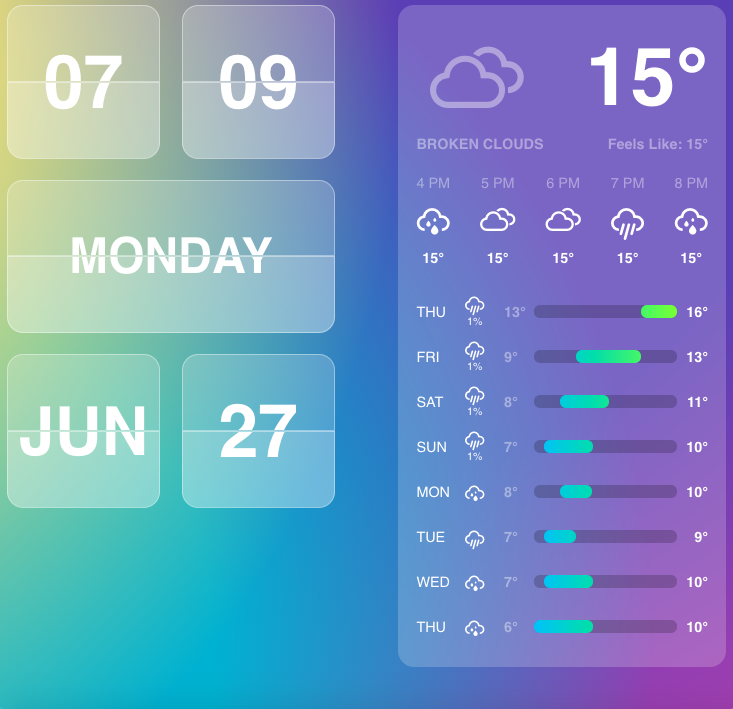 07 09
MONDAY
JUN 27
15°
BROKEN CLOUDS Feels Like: 15°
4 PM 5 PM 6 PM 7 PM 8 PM
15° 15° 15° 15° 15°
THU 1% 13° 16°
FRI 1% 9° 13°
SAT 1% 8° 11°
SUN 1% 7° 10°
MON 8° 10°
TUE 7° 9°
WED 7° 10°
THU 6° 10°